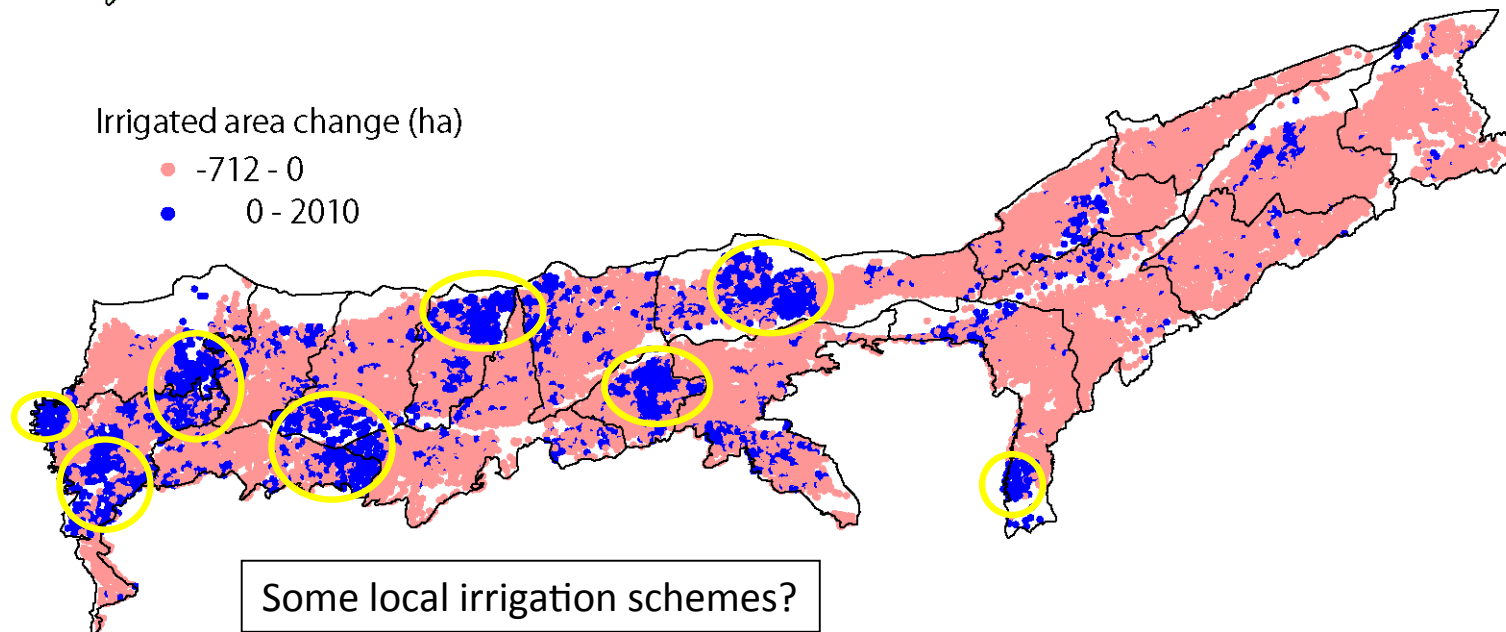 Irrigated area change (ha)
-712 - 0
0 - 2010
Some local irrigation schemes?